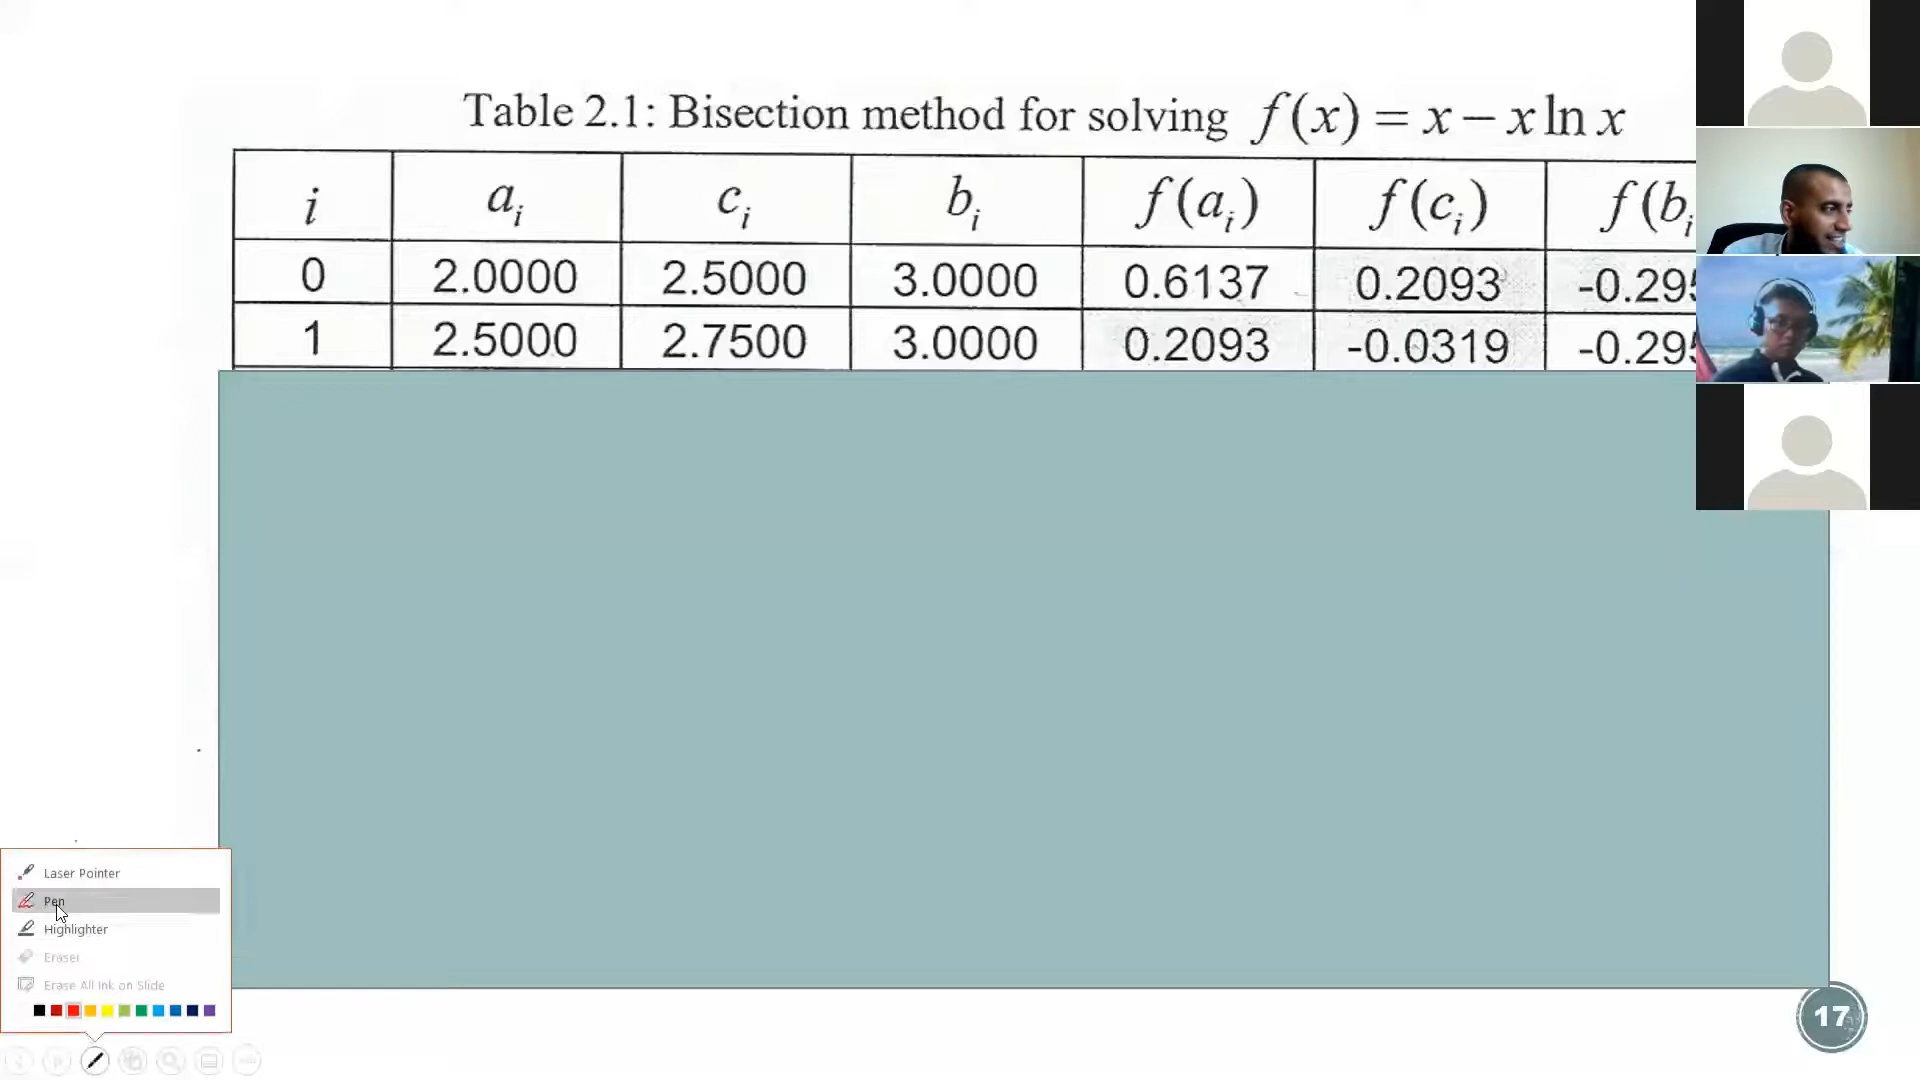 Table 2.1: Bisection method for solving f(x) = x − x ln x
i a_i c_i b_i f(a_i) f(c_i) f(b_i
0 2.0000 2.5000 3.0000 0.6137 0.2093 -0.29
1 2.5000 2.7500 3.0000 0.2093 -0.0319 -0.29
Laser Pointer
Pen
Highlighter
Eraser
Erase All Ink on Slide
17